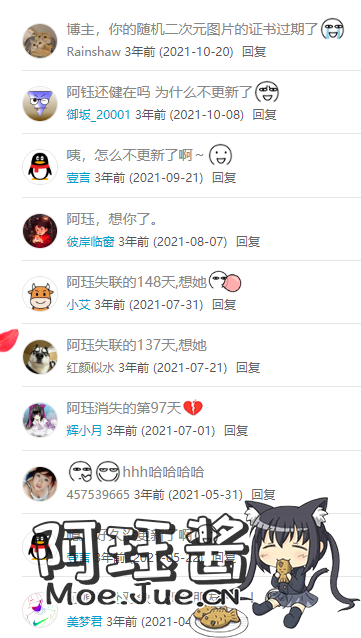 博主，你的随机二次元图片的证书过期了
Rainshaw 3年前 (2021-10-20) 回复
阿钰还健在吗 为什么不更新了
御坂_20001 3年前 (2021-10-08) 回复
咦，怎么不更新了啊～
壹言 3年前 (2021-09-21) 回复
阿珏，想你了。
彼岸临窗 3年前 (2021-08-07) 回复
阿珏失联的148天,想她
小艾 3年前 (2021-07-31) 回复
阿珏失联的137天,想她
红颜似水 3年前 (2021-07-21) 回复
阿珏消失的第97天
辉小月 3年前 (2021-07-01) 回复
hhh哈哈哈哈
457539665 3年前 (2021-05-31) 回复
壹言 3年前 (2021-05-22) 回复
美梦君 3年前 (2021-04
阿珏酱
Moe.Jue.cn